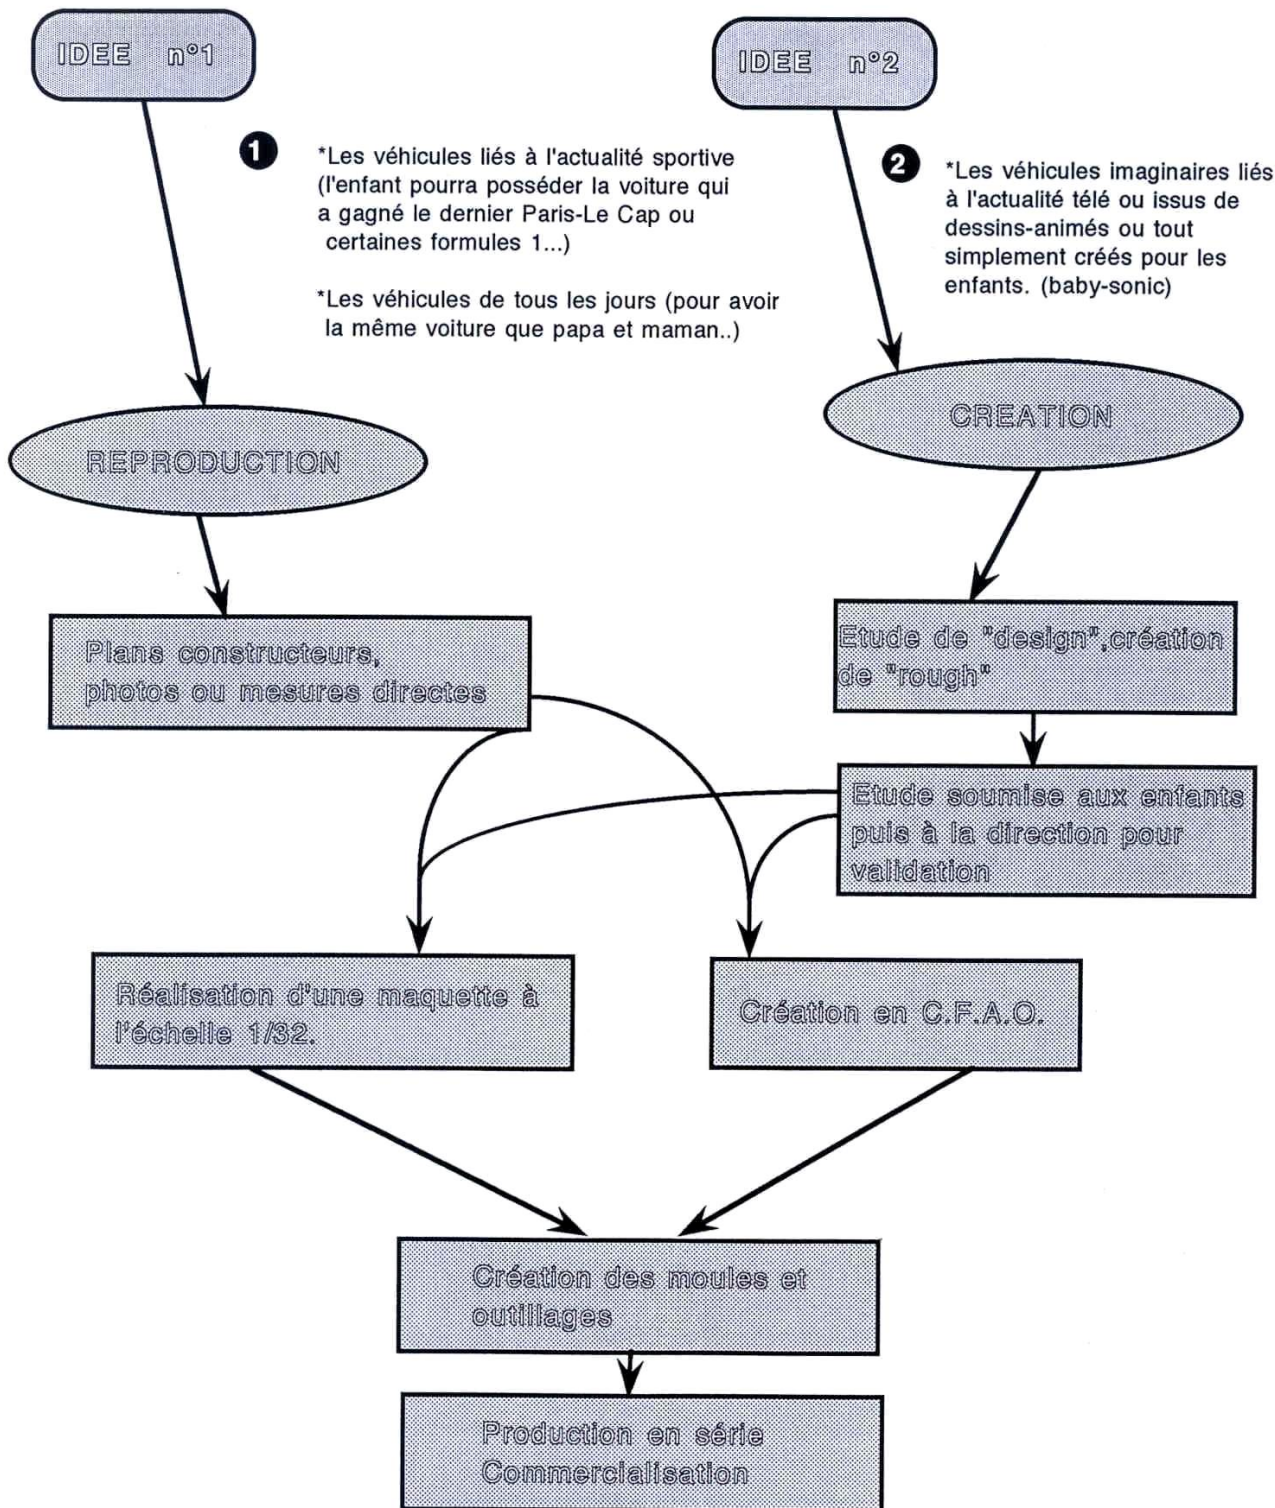 IDEE n°1
IDEE n°2
1
*Les véhicules liés à l'actualité sportive
(l'enfant pourra posséder la voiture qui
a gagné le dernier Paris-Le Cap ou
certaines formules 1...)
*Les véhicules de tous les jours (pour avoir
la même voiture que papa et maman..)
2
*Les véhicules imaginaires liés
à l'actualité télé ou issus de
dessins-animés ou tout
simplement créés pour les
enfants. (baby-sonic)
REPRODUCTION
CREATION
Plans constructeurs,
photos ou mesures directes
Etude de "design",création
de "rough"
Etude soumise aux enfants
puis à la direction pour
validation
Réalisation d'une maquette à
l'échelle 1/32.
Création en C.F.A.O.
Création des moules et
outillages
Production en série
Commercialisation